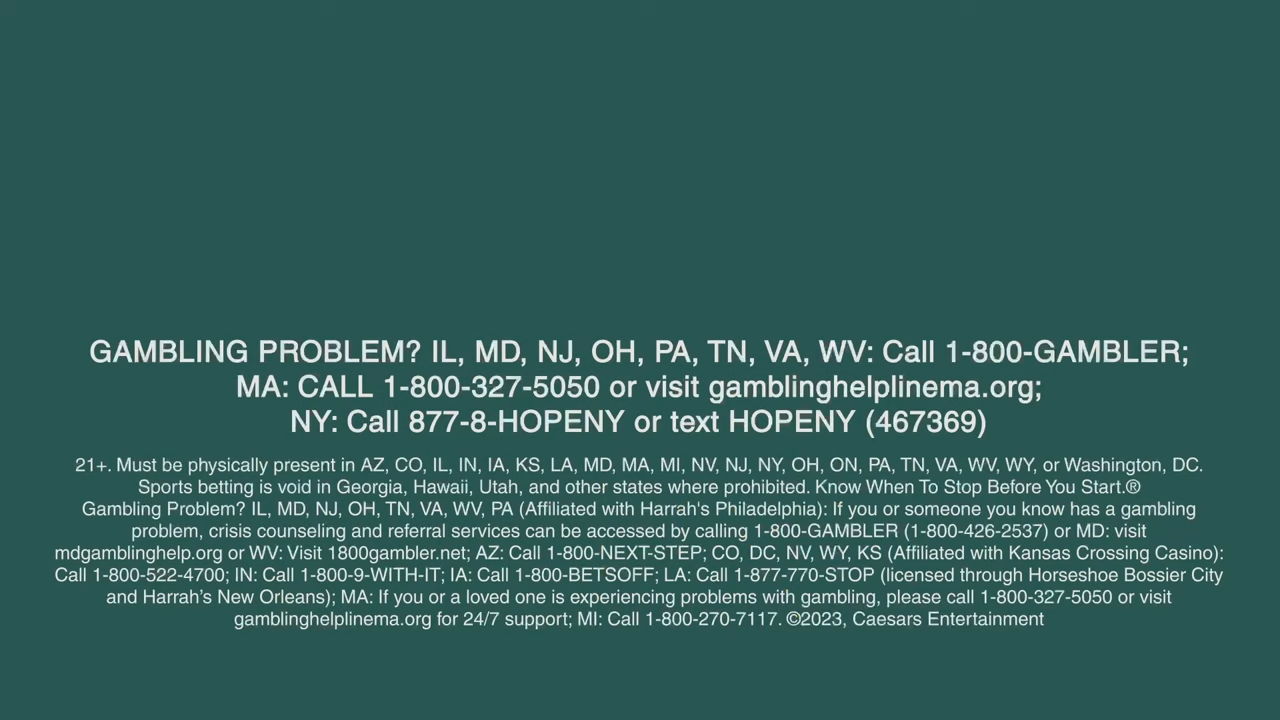 GAMBLING PROBLEM? IL, MD, NJ, OH, PA, TN, VA, WV: Call 1-800-GAMBLER;
MA: CALL 1-800-327-5050 or visit gamblinghelplinema.org;
NY: Call 877-8-HOPENY or text HOPENY (467369)
21+. Must be physically present in AZ, CO, IL, IN, IA, KS, LA, MD, MA, MI, NV, NJ, NY, OH, ON, PA, TN, VA, WV, WY, or Washington, DC.
Sports betting is void in Georgia, Hawaii, Utah, and other states where prohibited. Know When To Stop Before You Start.®
Gambling Problem? IL, MD, NJ, OH, TN, VA, WV, PA (Affiliated with Harrah's Philadelphia): If you or someone you know has a gambling
problem, crisis counseling and referral services can be accessed by calling 1-800-GAMBLER (1-800-426-2537) or MD: visit
mdgamblinghelp.org or WV: Visit 1800gambler.net; AZ: Call 1-800-NEXT-STEP; CO, DC, NV, WY, KS (Affiliated with Kansas Crossing Casino):
Call 1-800-522-4700; IN: Call 1-800-9-WITH-IT; IA: Call 1-800-BETSOFF; LA: Call 1-877-770-STOP (licensed through Horseshoe Bossier City
and Harrah’s New Orleans); MA: If you or a loved one is experiencing problems with gambling, please call 1-800-327-5050 or visit
gamblinghelplinema.org for 24/7 support; MI: Call 1-800-270-7117. ©2023, Caesars Entertainment